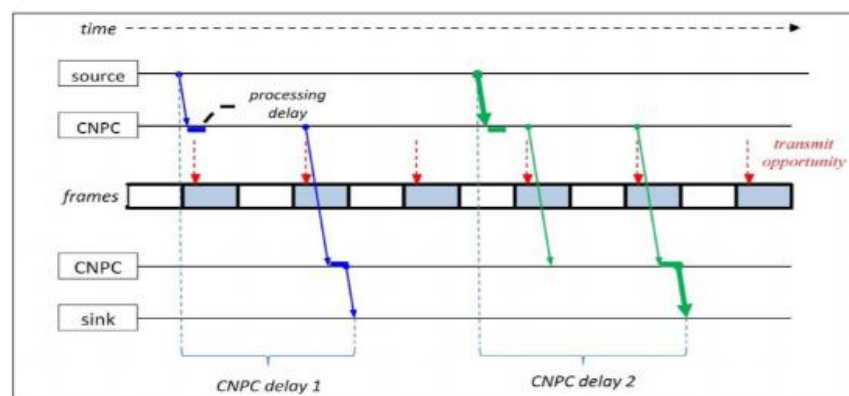 time
source
processing
delay
CNPC
transmit
opportunity
frames
CNPC
sink
CNPC delay 1
CNPC delay 2